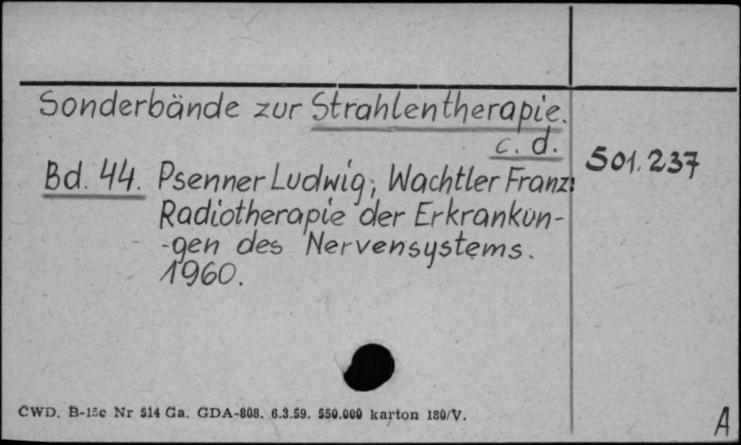 Sonderbände zur Strahlentherapie.
c. d.
501.237
Bd. 44. Psenner Ludwig, Wachtler Franz:
Radiotherapie der Erkrankun-
-gen des Nervensystems.
1960.
CWD. B-15c Nr 514 Ga. GDA-808. 6.3.59. 550.000 karton 180/V.
A